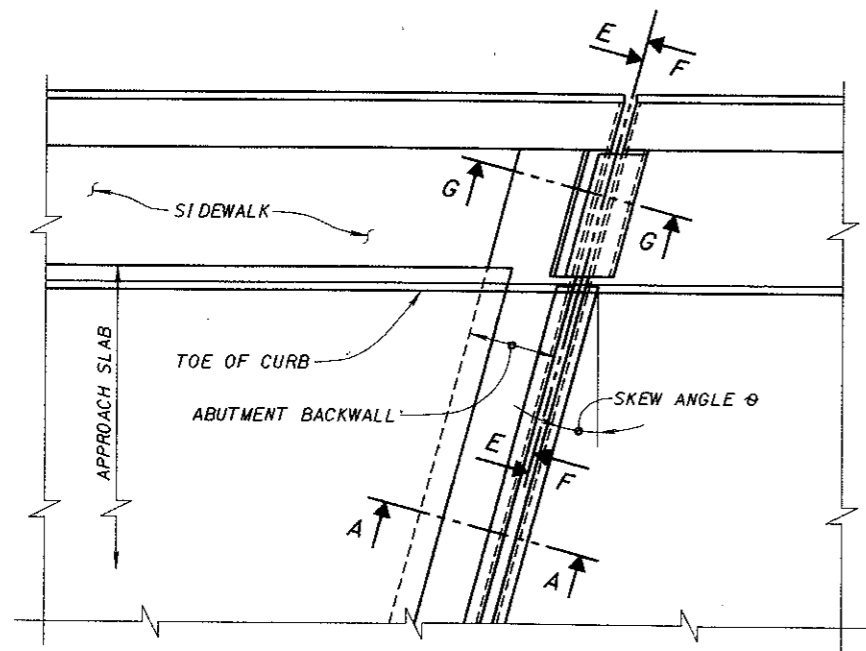 E
F
G
G
SIDEWALK
TOE OF CURB
ABUTMENT BACKWALL
SKEW ANGLE θ
APPROACH SLAB
E
F
A
A